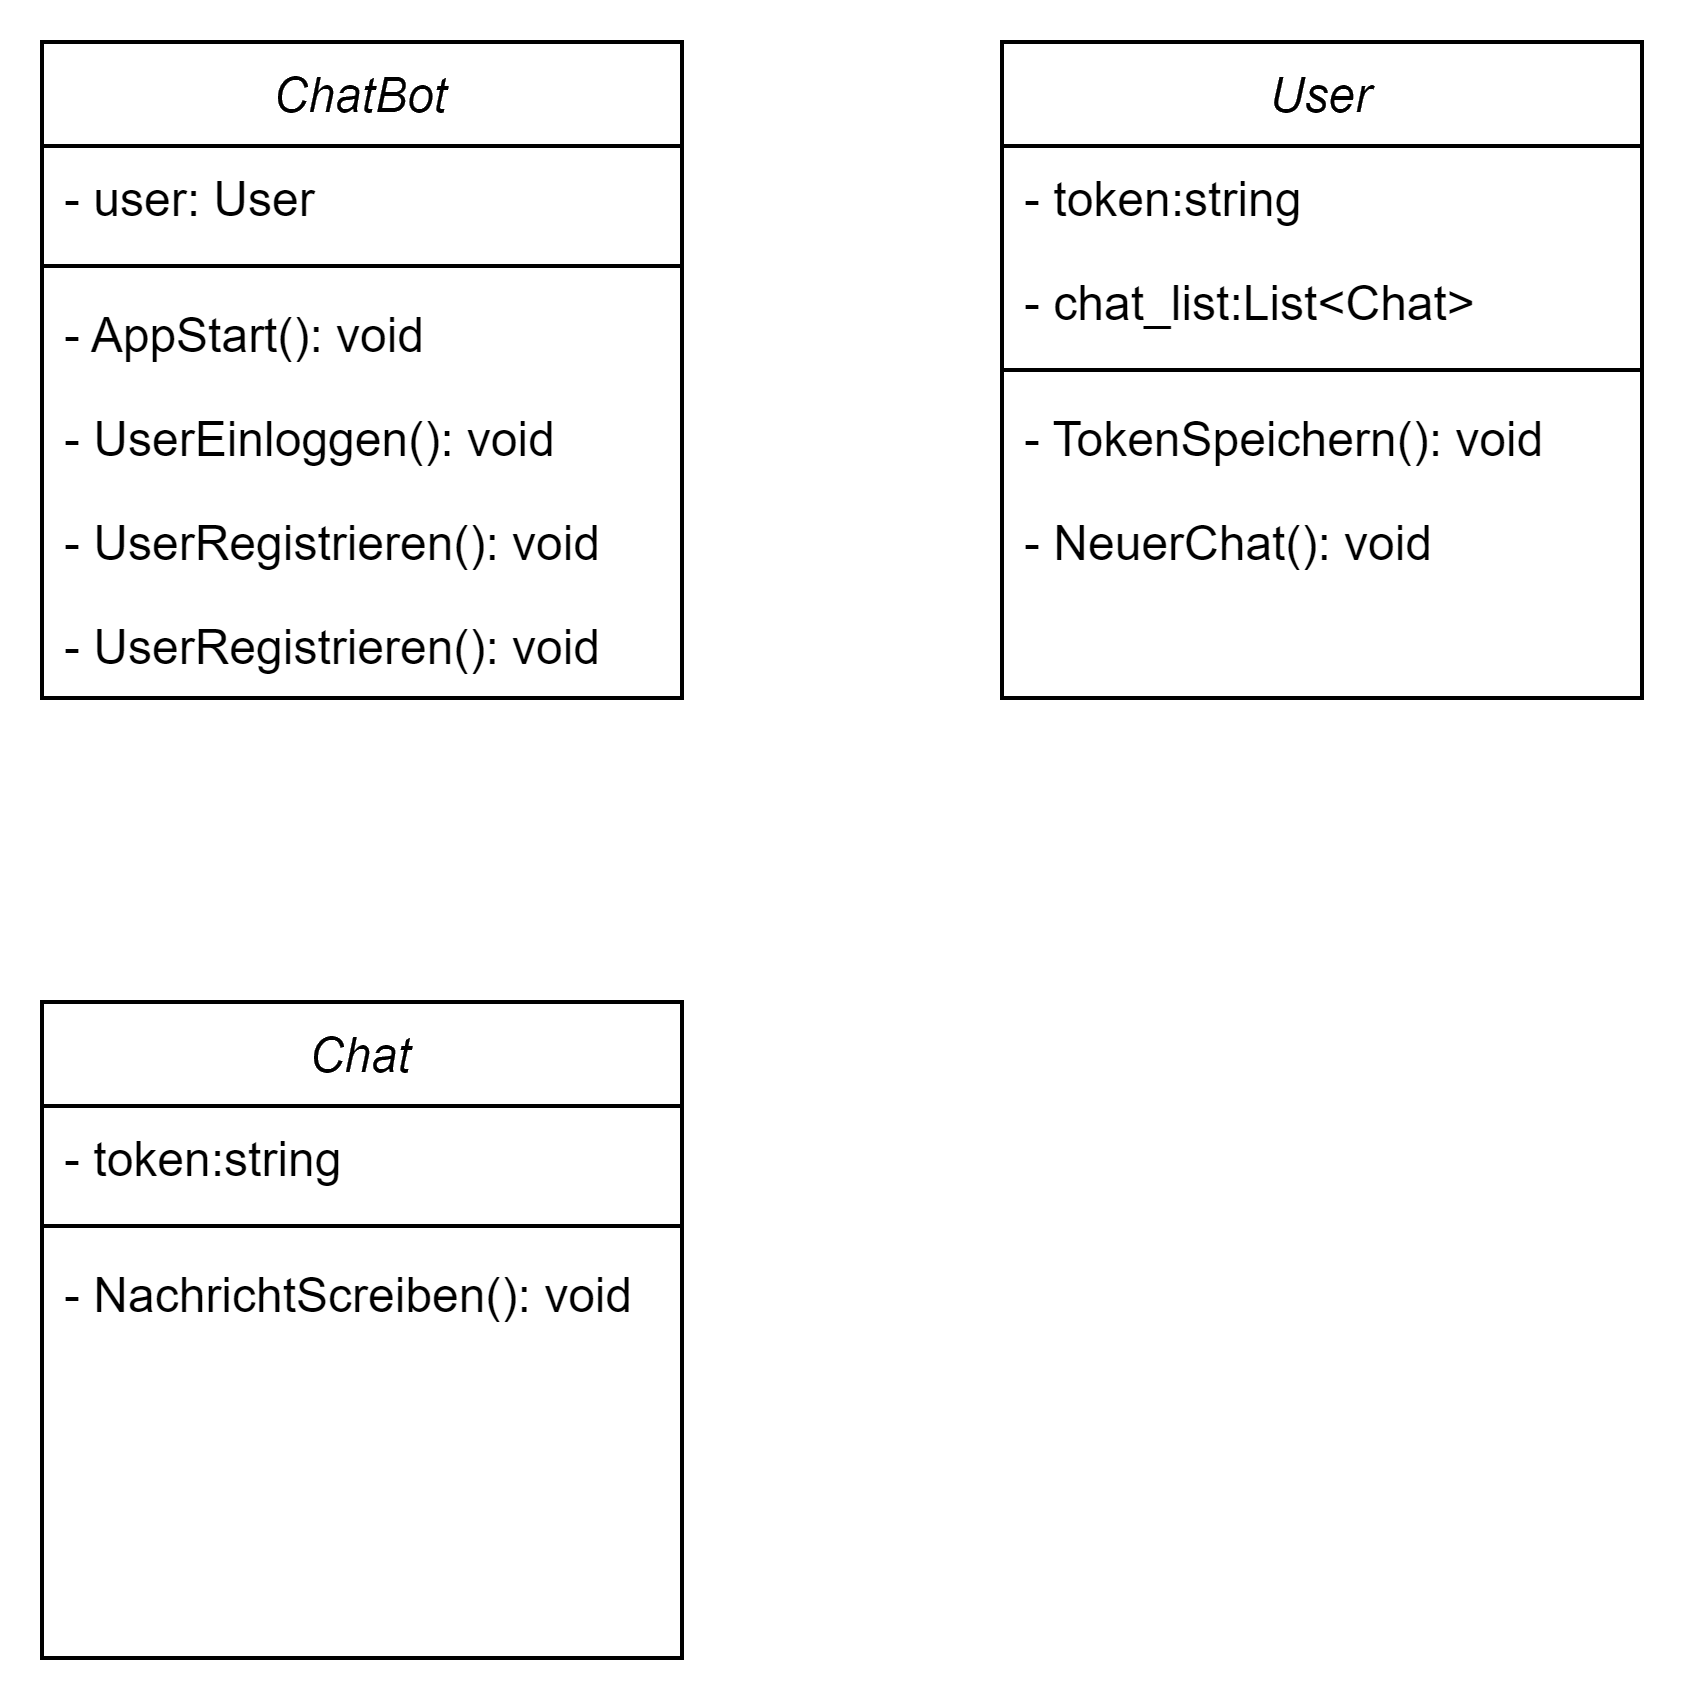 ChatBot
- user: User
- AppStart(): void
- UserEinloggen(): void
- UserRegistrieren(): void
- UserRegistrieren(): void
User
- token:string
- chat_list:List<Chat>
- TokenSpeichern(): void
- NeuerChat(): void
Chat
- token:string
- NachrichtScreiben(): void